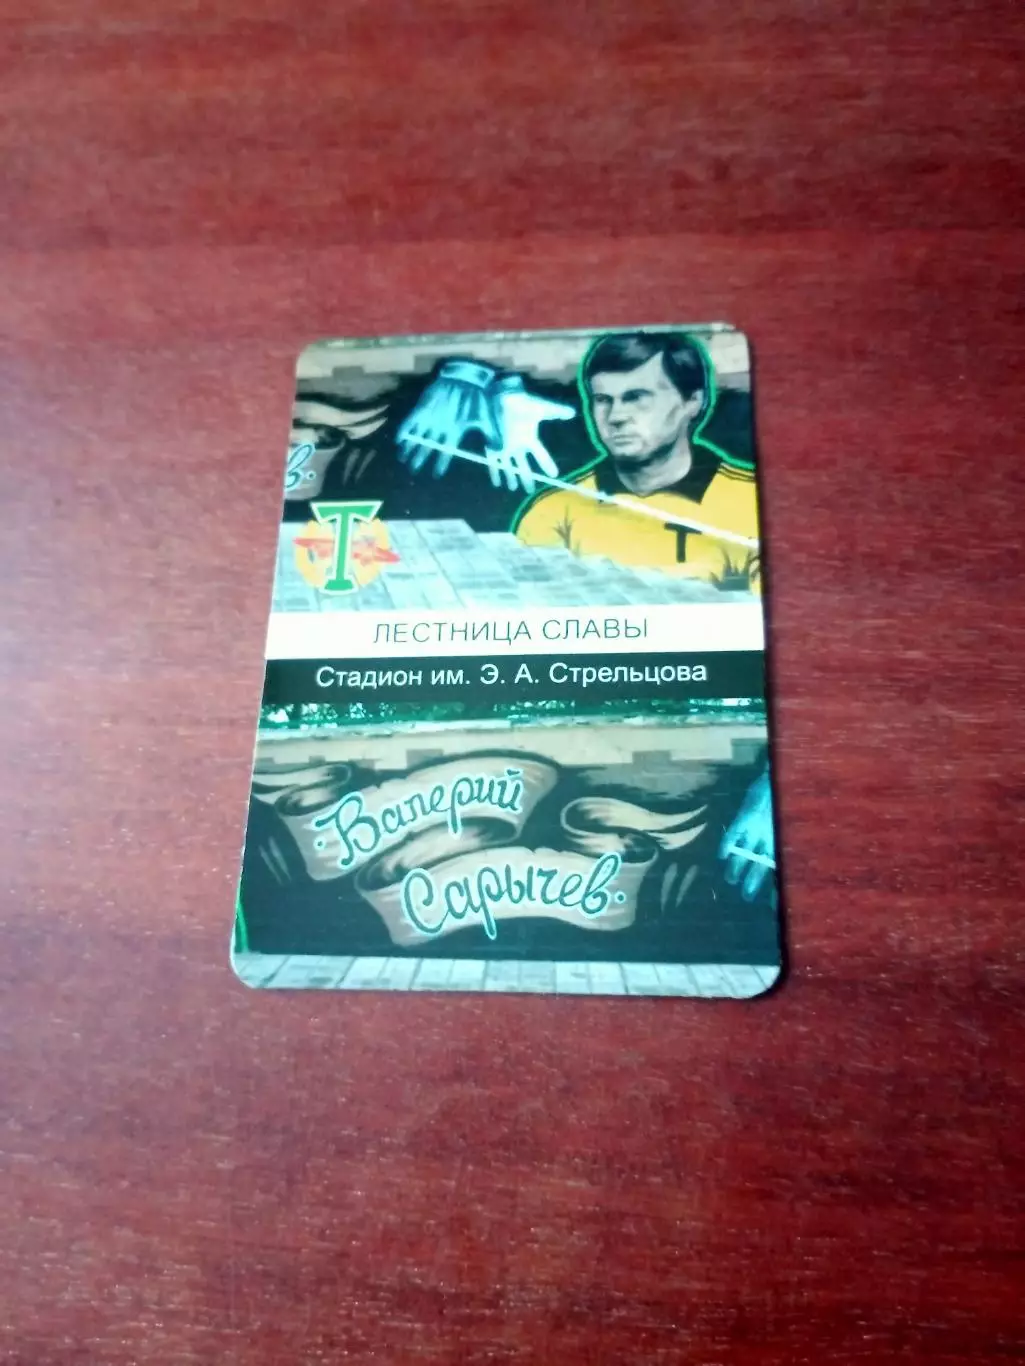 в.
Т
Т
ЛЕСТНИЦА СЛАВЫ
Стадион им. Э. А. Стрельцова
·Валерий
Сарычев·